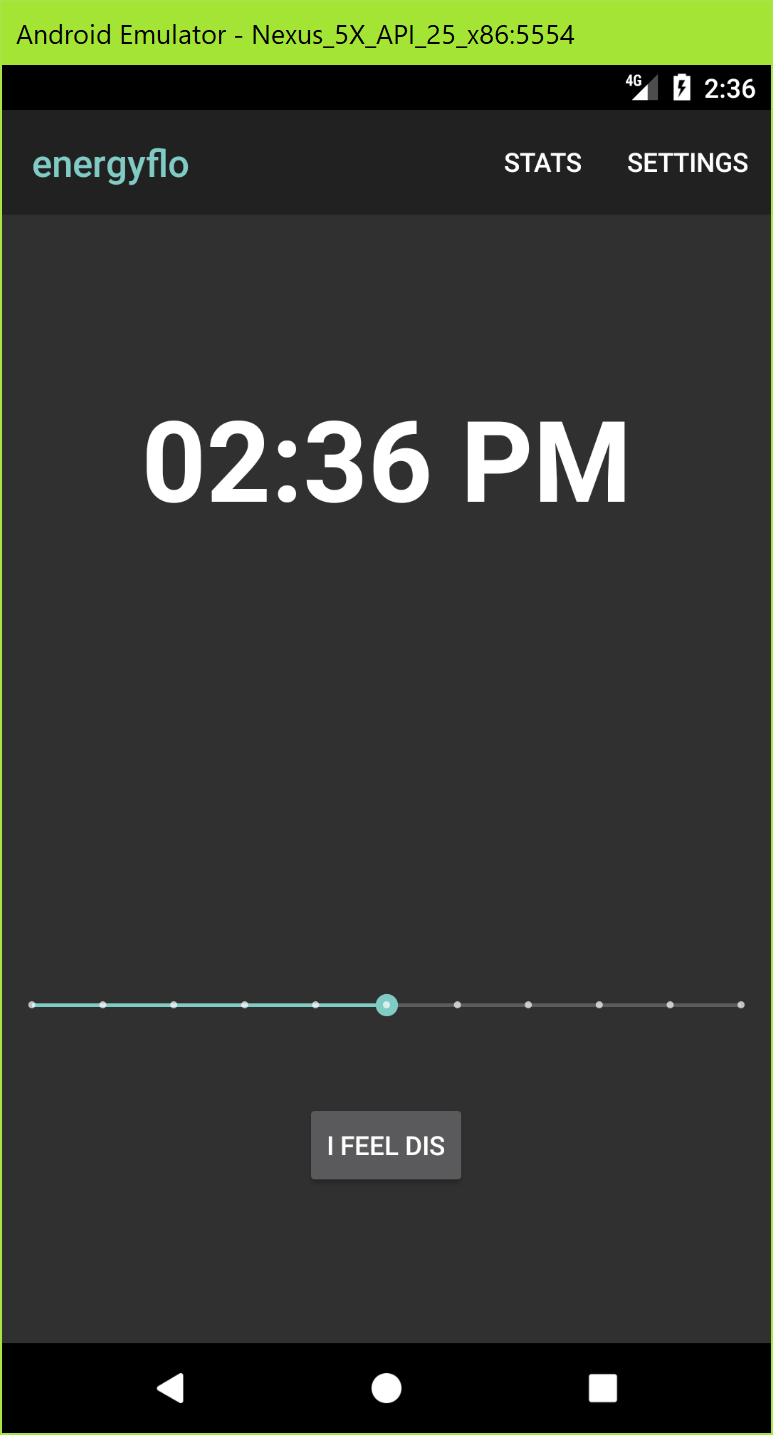 Android Emulator - Nexus_5X_API_25_x86:5554
4G 2:36
energyflo STATS SETTINGS
02:36 PM
I FEEL DIS